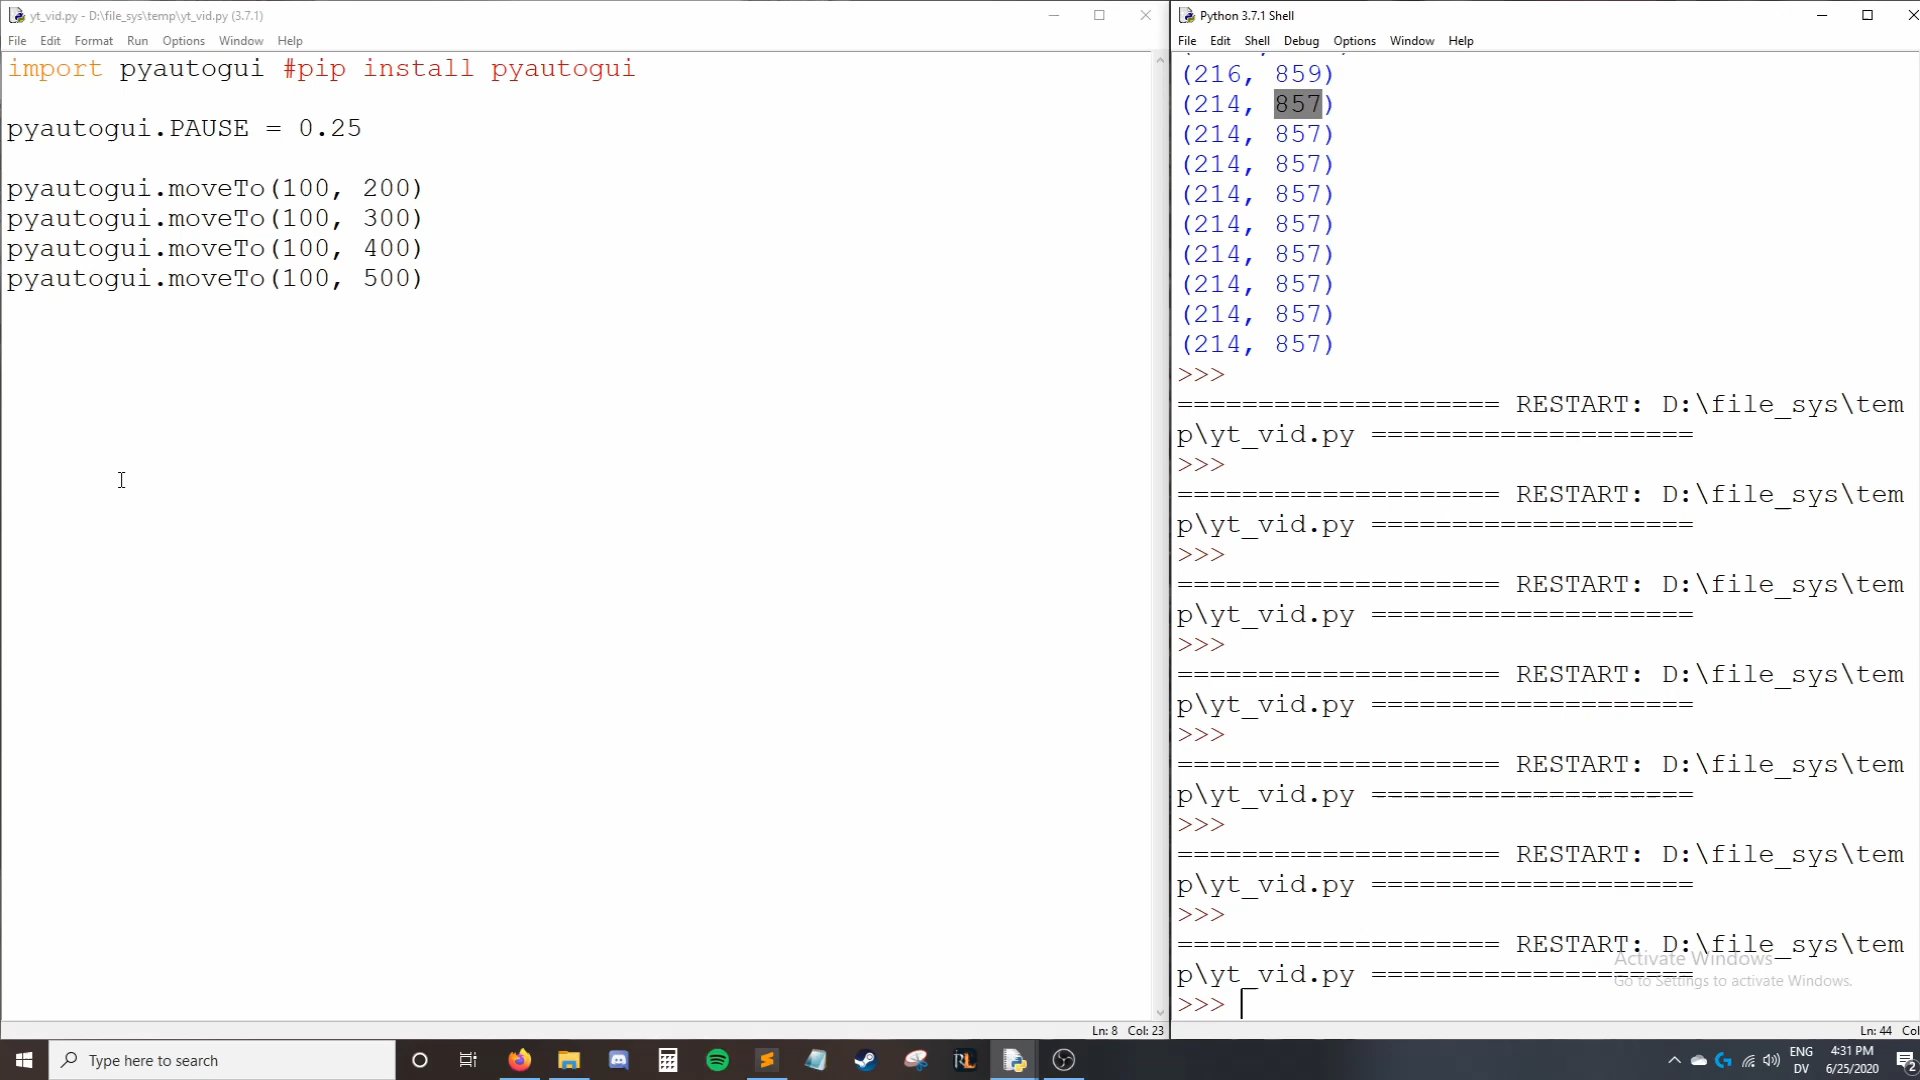 yt_vid.py - D:\file_sys\temp\yt_vid.py (3.7.1)
File Edit Format Run Options Window Help
import pyautogui #pip install pyautogui
pyautogui.PAUSE = 0.25
pyautogui.moveTo(100, 200)
pyautogui.moveTo(100, 300)
pyautogui.moveTo(100, 400)
pyautogui.moveTo(100, 500)
Ln: 8 Col: 23
Python 3.7.1 Shell
File Edit Shell Debug Options Window Help
(216, 859)
(214, 857)
(214, 857)
(214, 857)
(214, 857)
(214, 857)
(214, 857)
(214, 857)
(214, 857)
(214, 857)
>>>
==================== RESTART: D:\file_sys\tem
p\yt_vid.py ====================
>>>
==================== RESTART: D:\file_sys\tem
p\yt_vid.py ====================
>>>
==================== RESTART: D:\file_sys\tem
p\yt_vid.py ====================
>>>
==================== RESTART: D:\file_sys\tem
p\yt_vid.py ====================
>>>
==================== RESTART: D:\file_sys\tem
p\yt_vid.py ====================
>>>
==================== RESTART: D:\file_sys\tem
p\yt_vid.py ====================
>>>
==================== RESTART: D:\file_sys\tem
p\yt_vid.py ====================
>>>
Activate Windows
Go to Settings to activate Windows.
Ln: 44 Col
Type here to search
RL
ENG
DV
4:31 PM
6/25/2020
2